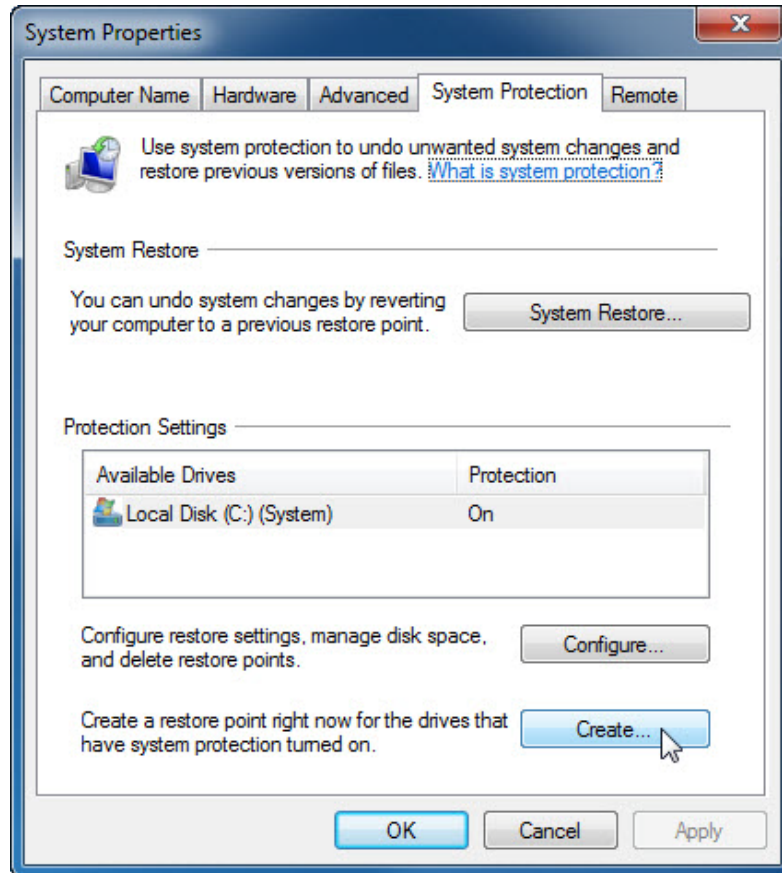 System Properties
Computer Name Hardware Advanced System Protection Remote
Use system protection to undo unwanted system changes and
restore previous versions of files. What is system protection?
System Restore
You can undo system changes by reverting
your computer to a previous restore point.
System Restore...
Protection Settings
Available Drives Protection
Local Disk (C:) (System) On
Configure restore settings, manage disk space,
and delete restore points.
Configure...
Create a restore point right now for the drives that
have system protection turned on.
Create...
OK Cancel Apply